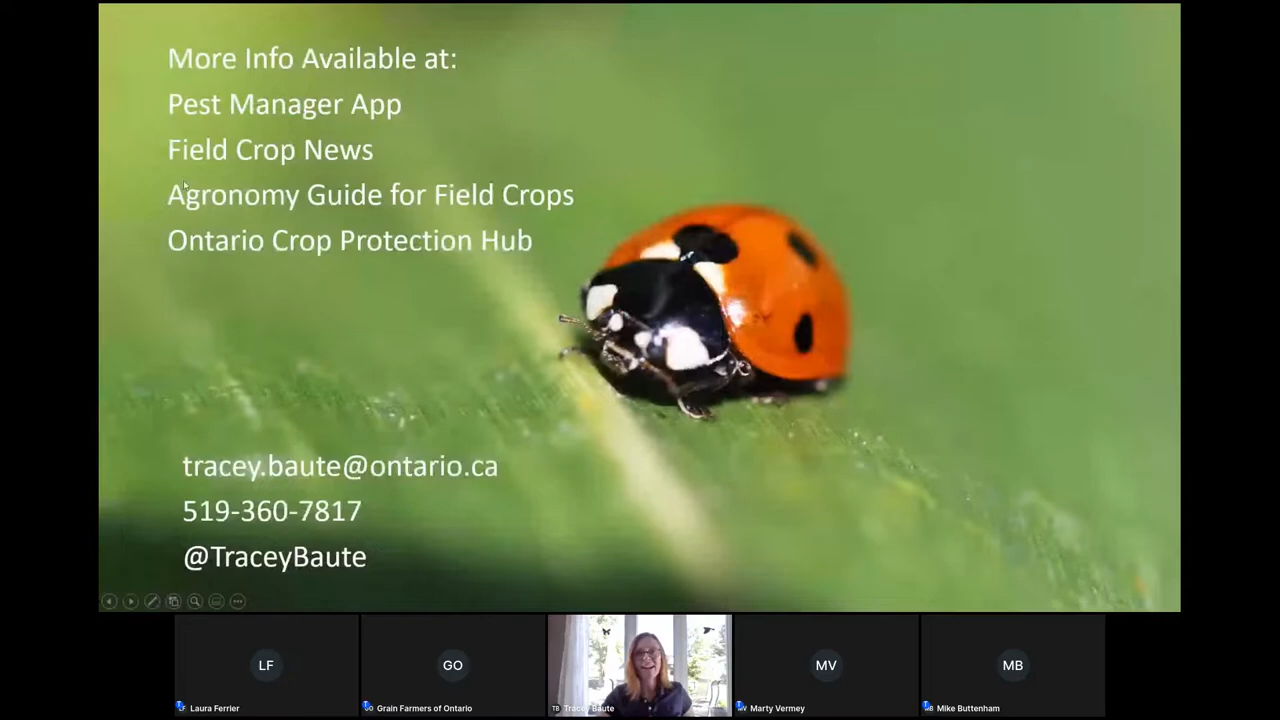 More Info Available at:
Pest Manager App
Field Crop News
Agronomy Guide for Field Crops
Ontario Crop Protection Hub
tracey.baute@ontario.ca
519-360-7817
@TraceyBaute
LF
GO
MV
MB
Laura Ferrier
Grain Farmers of Ontario
TB Tracey Baute
Marty Vermey
Mike Buttenham